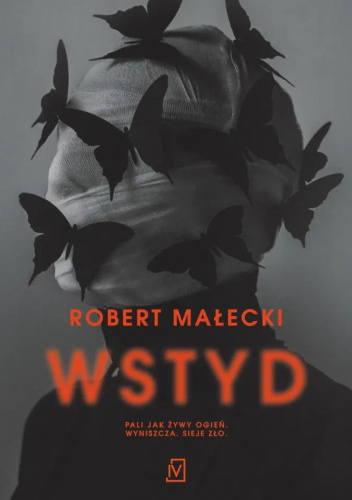 ROBERT MAŁECKI
WSTYD
PALI JAK ŻYWY OGIEŃ.
WYNISZCZA. SIEJE ZŁO.